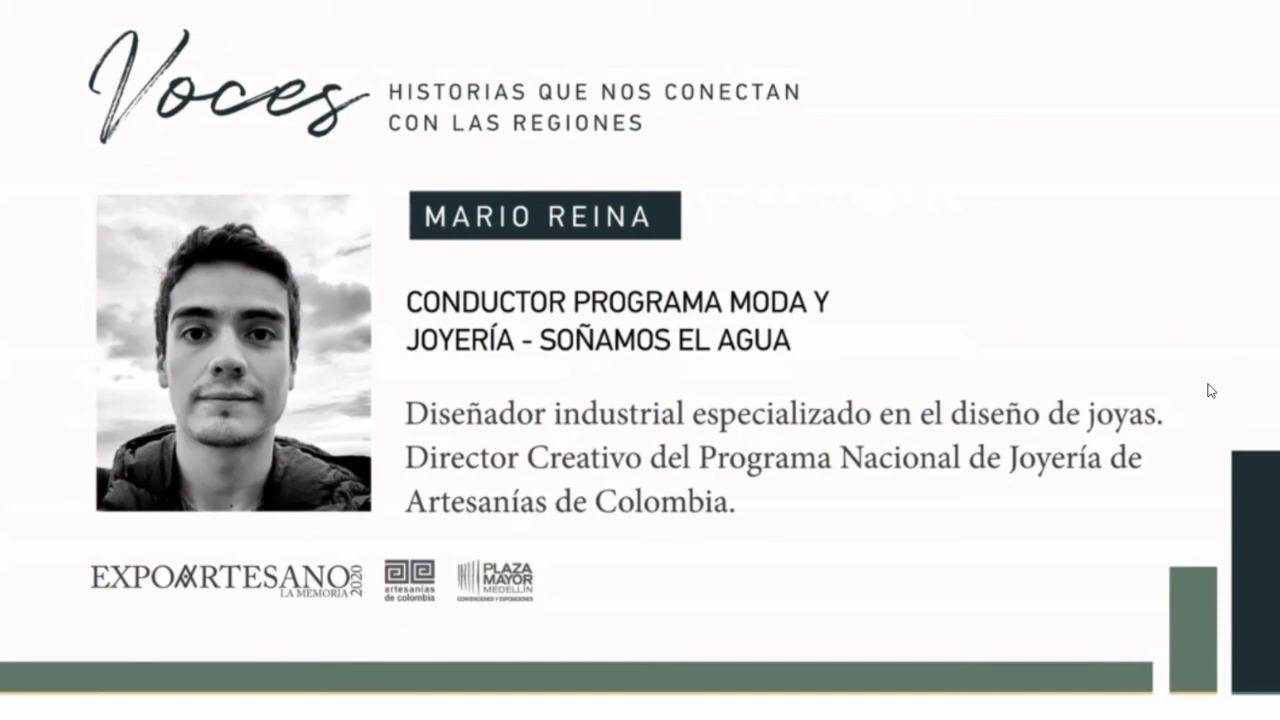 Voces
HISTORIAS QUE NOS CONECTAN
CON LAS REGIONES
MARIO REINA
CONDUCTOR PROGRAMA MODA Y
JOYERÍA - SOÑAMOS EL AGUA
Diseñador industrial especializado en el diseño de joyas.
Director Creativo del Programa Nacional de Joyería de
Artesanías de Colombia.
EXPOARTESANO 2020
LA MEMORIA
artesanías
de colombia
PLAZA
MAYOR
MEDELLÍN
CONVENCIONES Y EXPOSICIONES